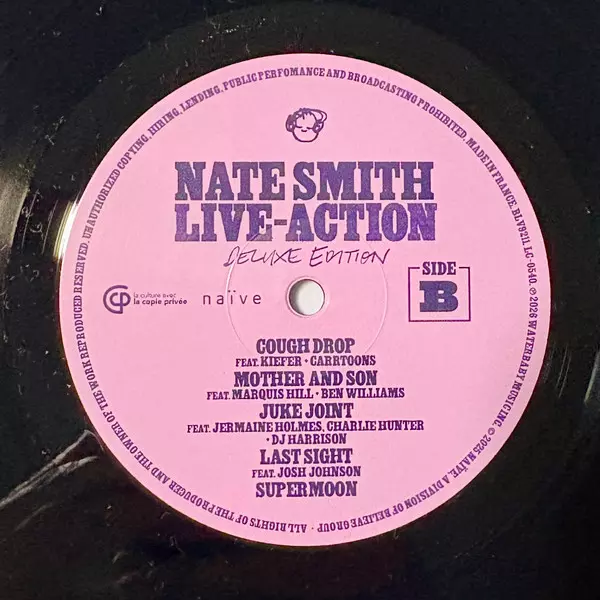 NATE SMITH
LIVE-ACTION
DELUXE EDITION
SIDE
B
la culture avec
la copie privée
naïve
COUGH DROP
FEAT. KIEFER • CARRTOONS
MOTHER AND SON
FEAT. MARQUIS HILL • BEN WILLIAMS
JUKE JOINT
FEAT. JERMAINE HOLMES, CHARLIE HUNTER
• DJ HARRISON
LAST SIGHT
FEAT. JOSH JOHNSON
SUPERMOON
ALL RIGHTS OF THE PRODUCER AND THE OWNER OF THE WORK REPRODUCED RESERVED. UNAUTHORIZED COPYING, HIRING, LENDING, PUBLIC PERFOMANCE AND BROADCASTING PROHIBITED. MADE IN FRANCE. BLV9211 LC-0540. ℗ 2026 WATERBABY MUSIC INC © 2025 NAÏVE, A DIVISION OF BELIEVE GROUP •